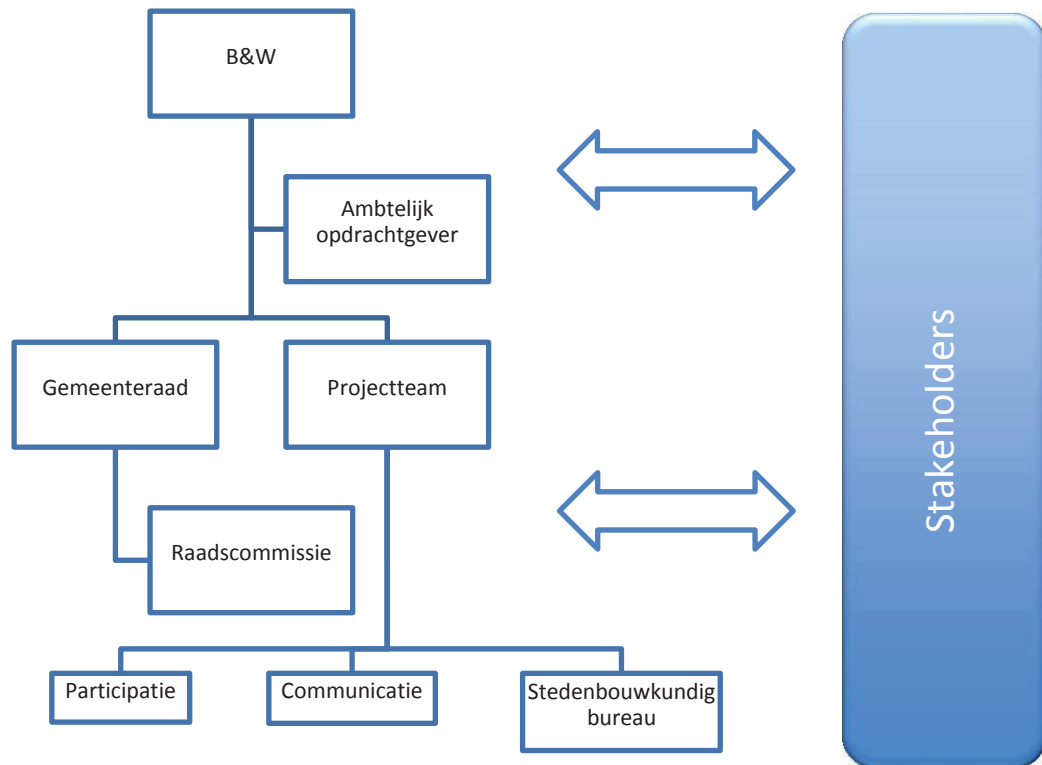 B&W
Ambtelijk
opdrachtgever
Gemeenteraad
Projectteam
Raadscommissie
Participatie
Communicatie
Stedenbouwkundig
bureau
Stakeholders